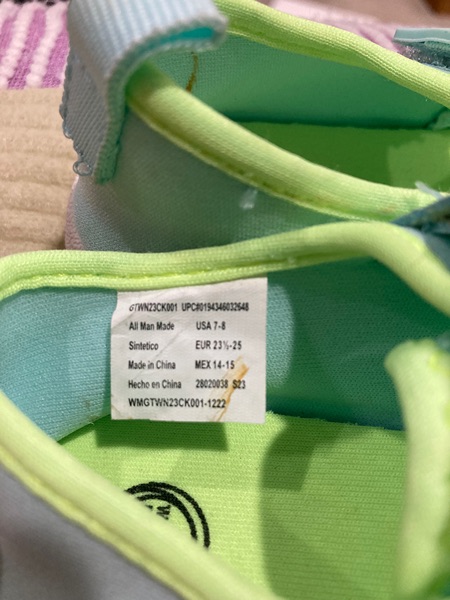 GTWN23CK001 UPC#0194346032648
All Man Made USA 7-8
Sintetico EUR 23½-25
Made in China MEX 14-15
Hecho en China 28020038 S23
WMGTWN23CK001-1222